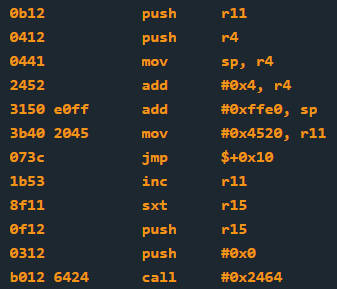 0b12 push r11
0412 push r4
0441 mov sp, r4
2452 add #0x4, r4
3150 e0ff add #0xffe0, sp
3b40 2045 mov #0x4520, r11
073c jmp $+0x10
1b53 inc r11
8f11 sxt r15
0f12 push r15
0312 push #0x0
b012 6424 call #0x2464